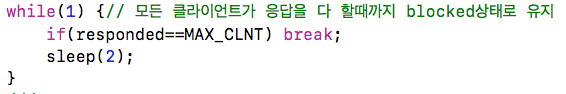 while(1) {// 모든 클라이언트가 응답을 다 할때까지 blocked상태로 유지
if(responded==MAX_CLNT) break;
sleep(2);
}